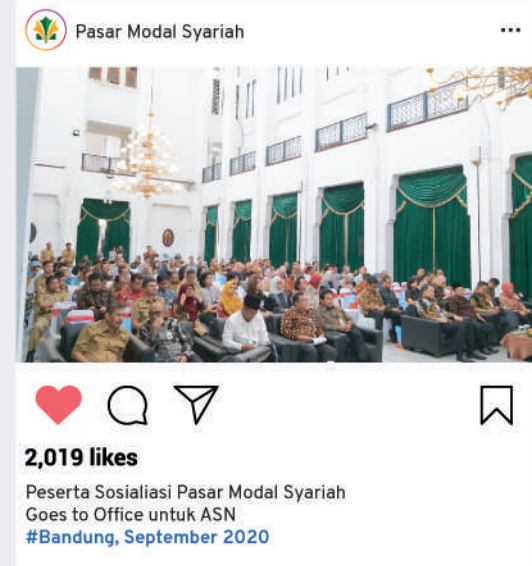 Pasar Modal Syariah
2,019 likes
Peserta Sosialiasi Pasar Modal Syariah
Goes to Office untuk ASN
#Bandung, September 2020